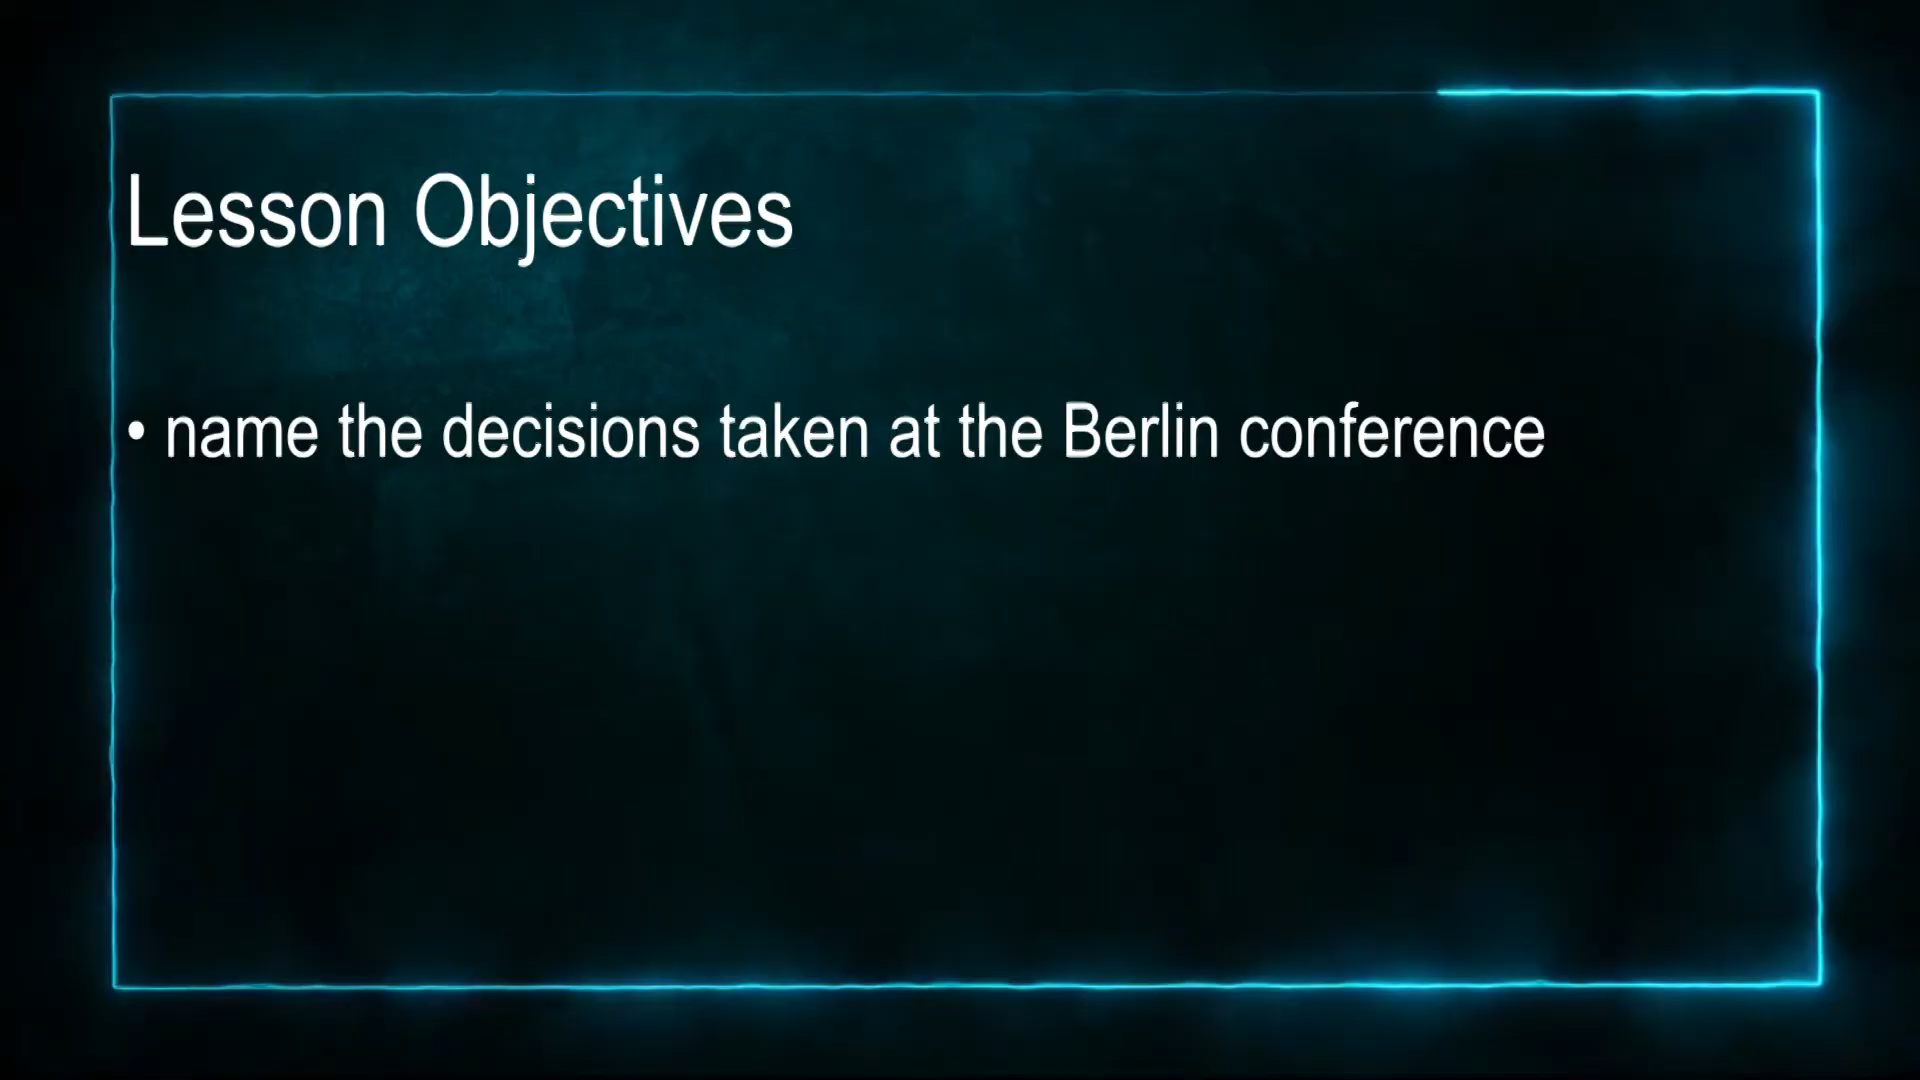 Lesson Objectives
• name the decisions taken at the Berlin conference